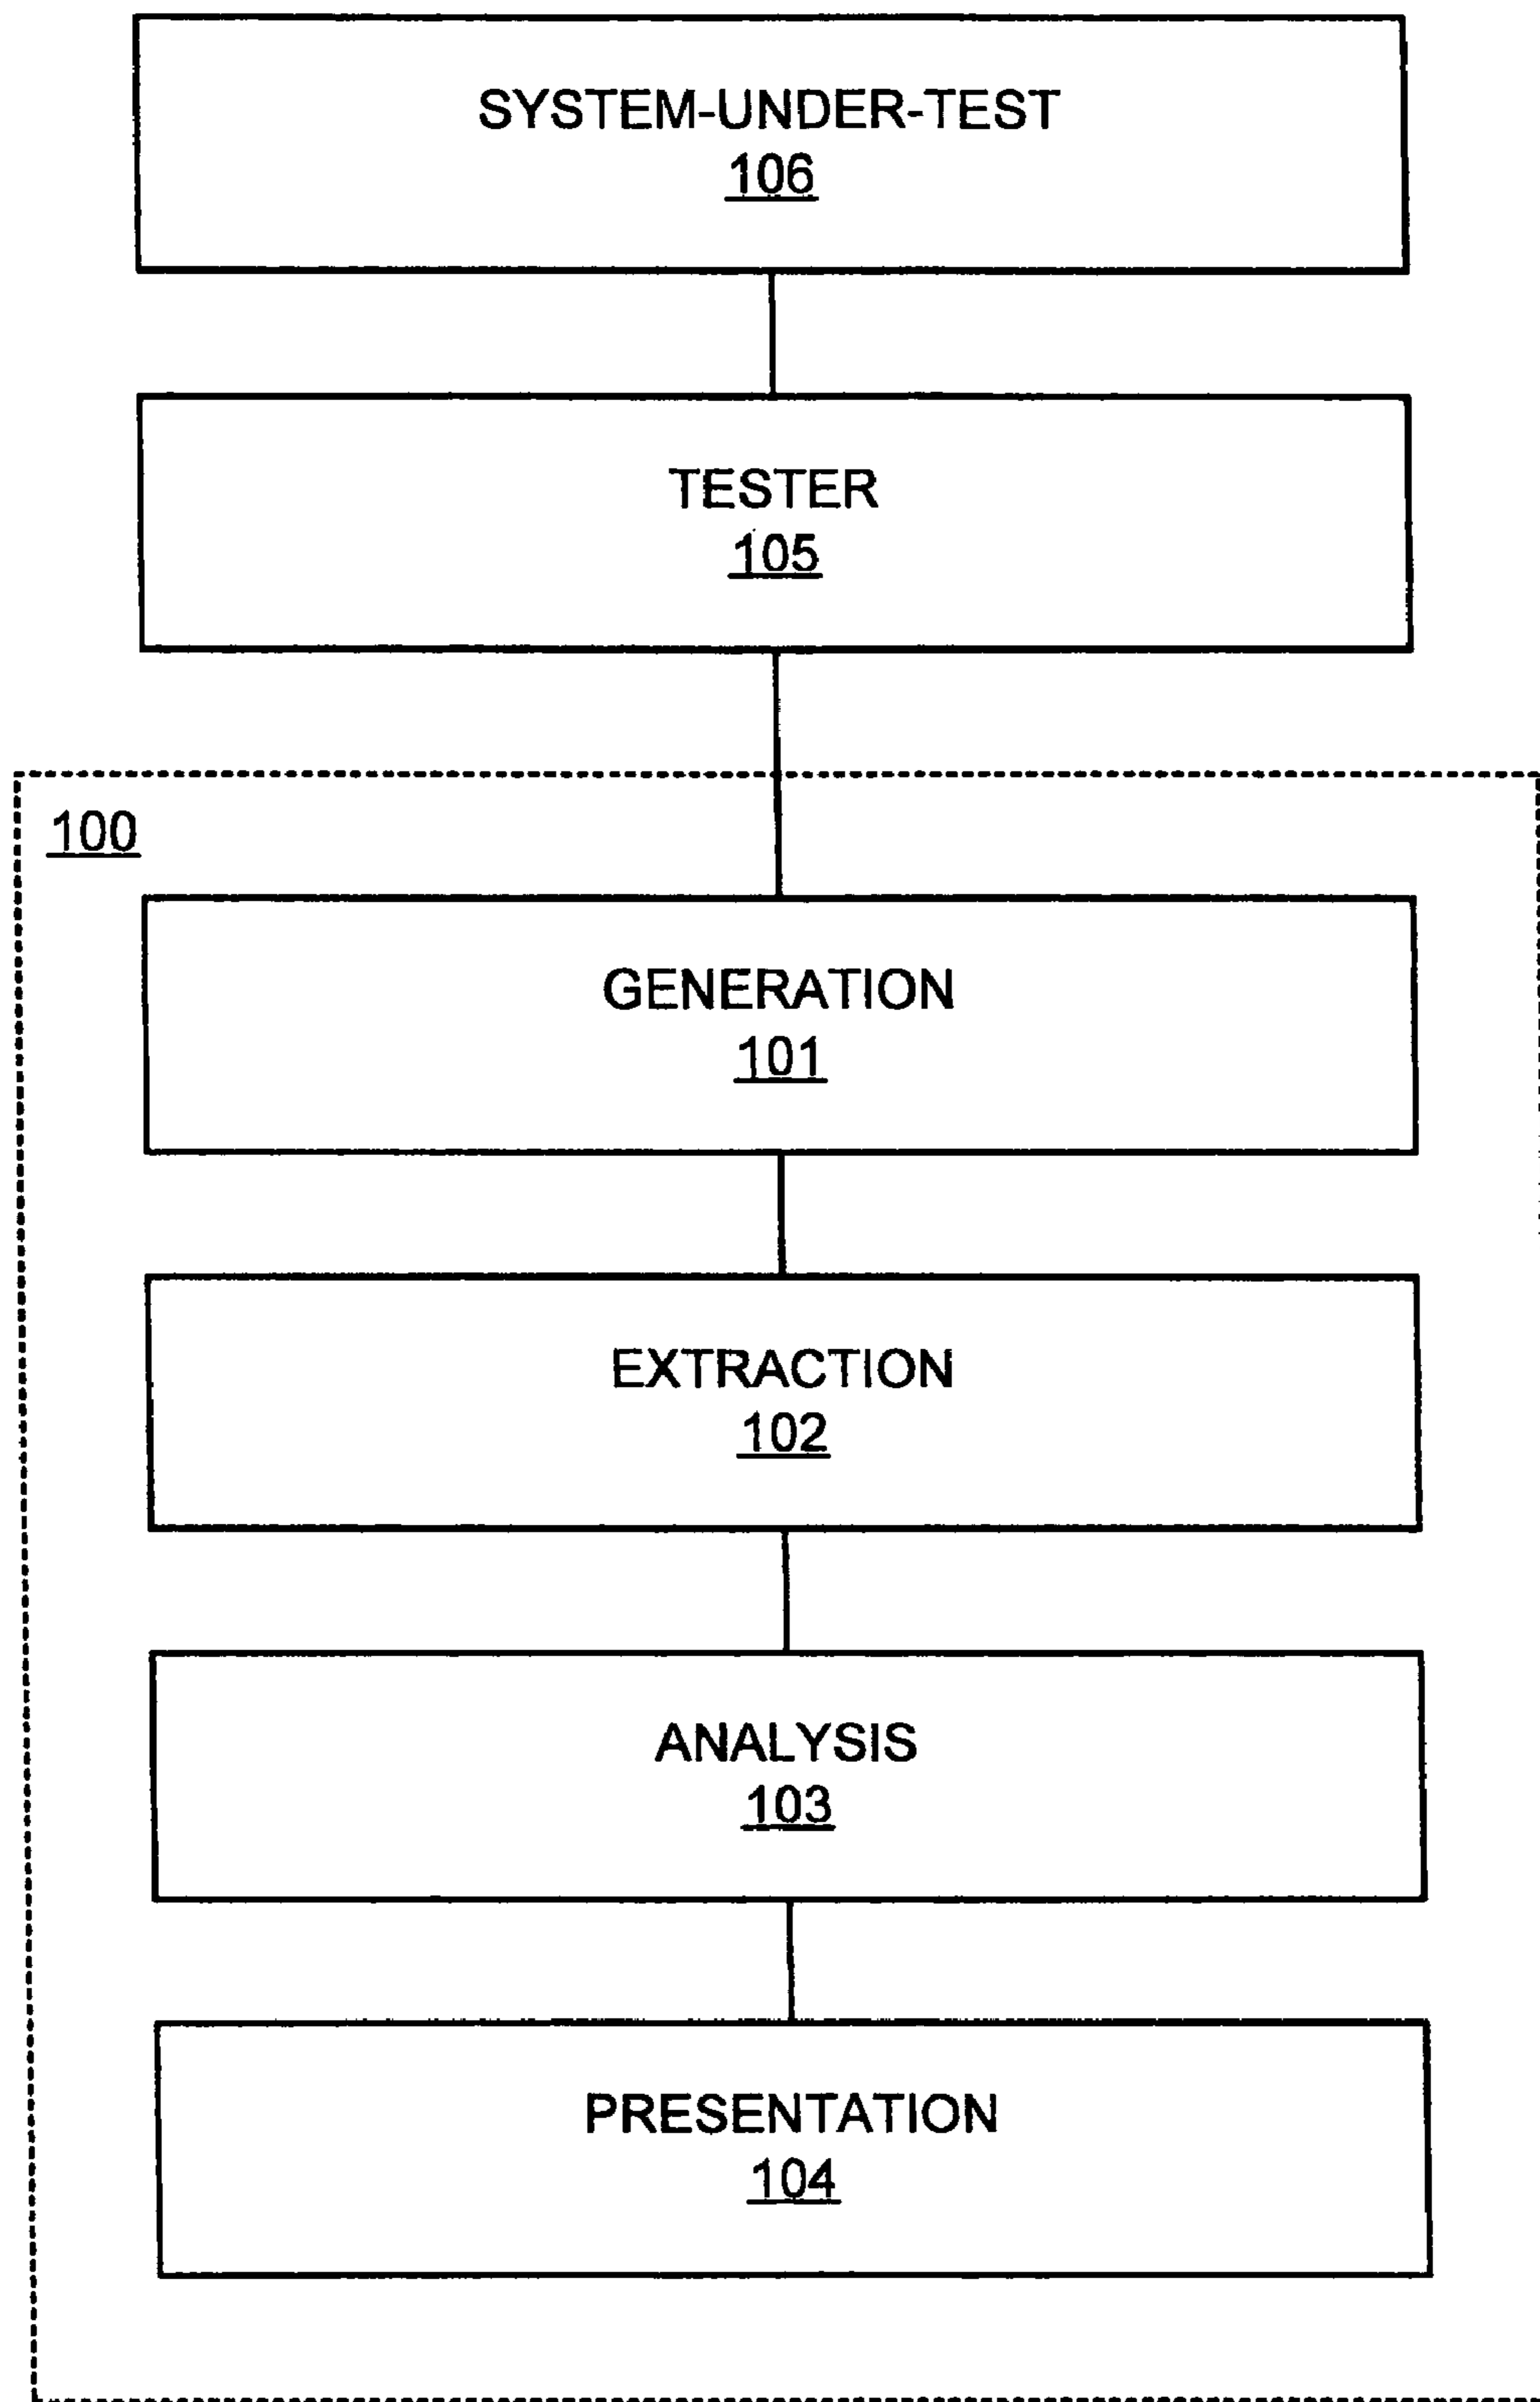 SYSTEM-UNDER-TEST
106
TESTER
105
100
GENERATION
101
EXTRACTION
102
ANALYSIS
103
PRESENTATION
104